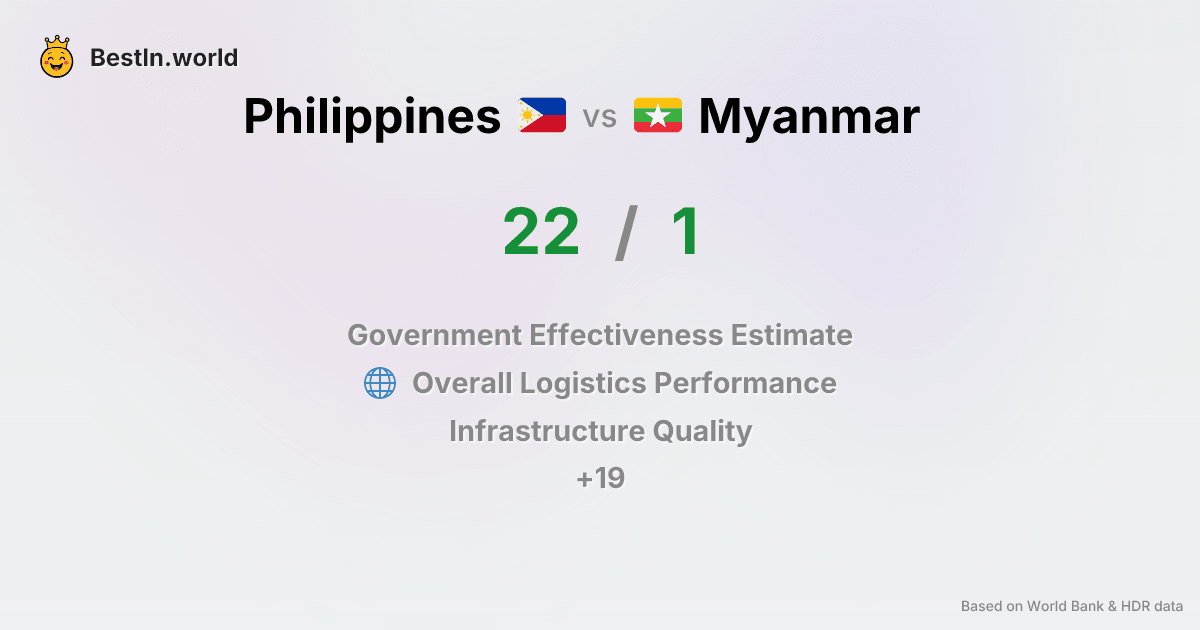 BestIn.world
Philippines vs Myanmar
22 / 1
Government Effectiveness Estimate
Overall Logistics Performance
Infrastructure Quality
+19
Based on World Bank & HDR data